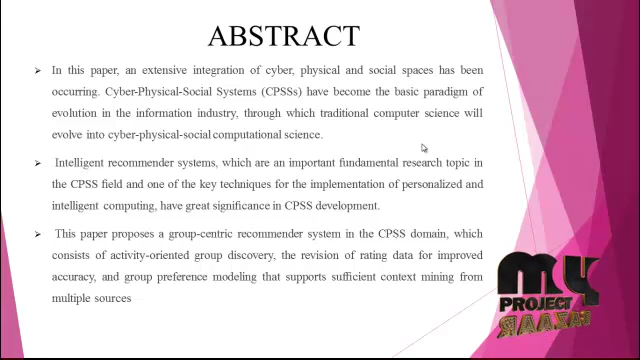 ABSTRACT
➢ In this paper, an extensive integration of cyber, physical and social spaces has been
occurring. Cyber-Physical-Social Systems (CPSSs) have become the basic paradigm of
evolution in the information industry, through which traditional computer science will
evolve into cyber-physical-social computational science.
➢ Intelligent recommender systems, which are an important fundamental research topic in
the CPSS field and one of the key techniques for the implementation of personalized and
intelligent computing, have great significance in CPSS development.
➢ This paper proposes a group-centric recommender system in the CPSS domain, which
consists of activity-oriented group discovery, the revision of rating data for improved
accuracy, and group preference modeling that supports sufficient context mining from
multiple sources
my
PROJECT
BAZAAR